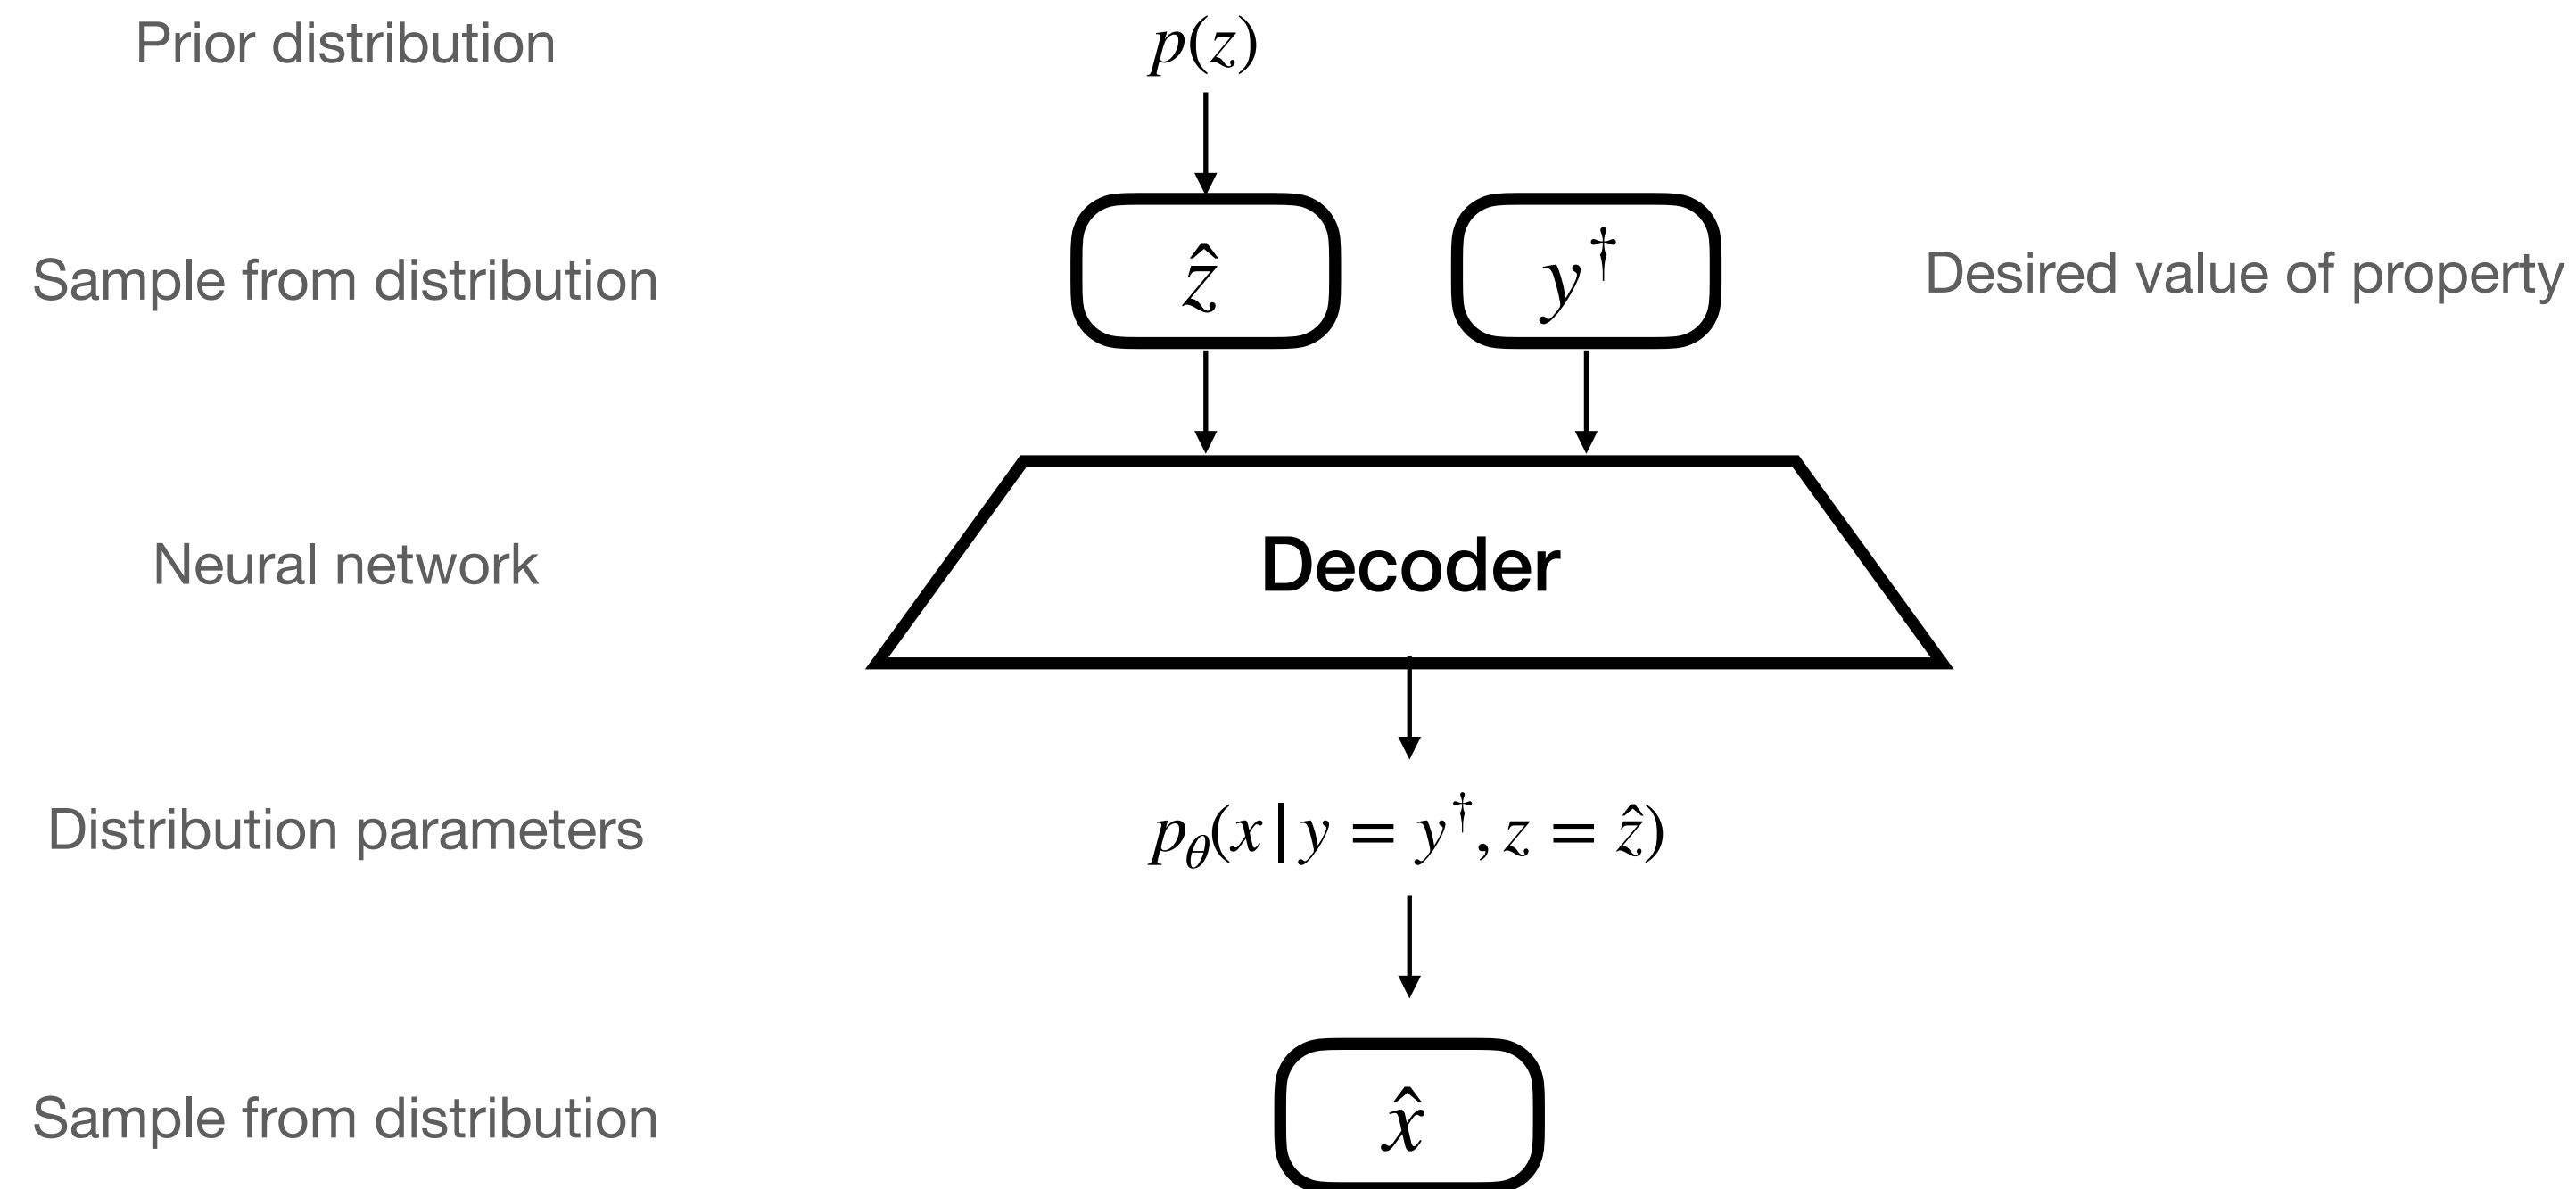 Prior distribution
p(z)
Sample from distribution
ẑ
y†
Desired value of property
Neural network
Decoder
Distribution parameters
pθ(x | y = y†, z = ẑ)
Sample from distribution
x̂